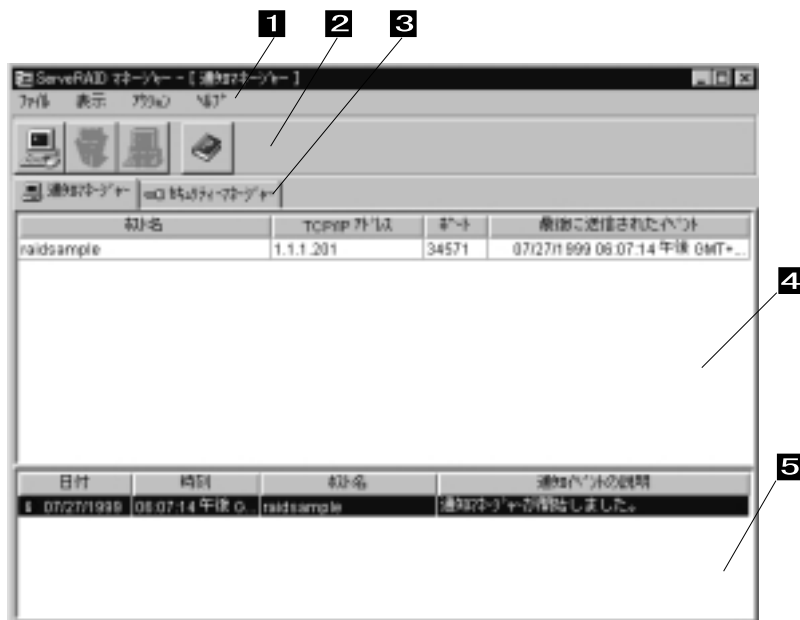 1 2 3
ServeRAID マネージャー - [ 通知マネージャー ]
ファイル 表示 アクション ヘルプ
通知マネージャー セキュリティーマネージャー
ホスト名 TCP/IP アドレス ポート 最後に送信されたイベント
raidsample 1.1.1.201 34571 07/27/1999 06:07:14 午後 GMT+...
4
日付 時刻 ホスト名 通知イベントの説明
5
07/27/1999 06:07:14 午後 G... raidsample 通知マネージャーが開始しました。